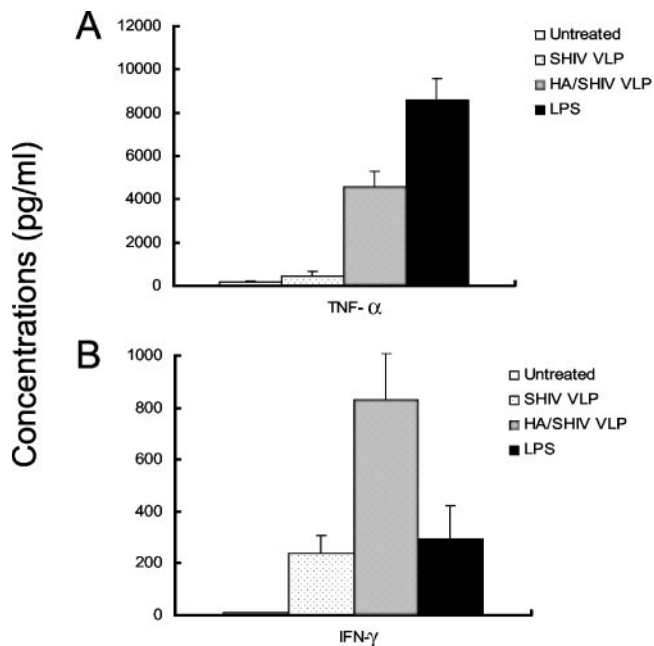 A
Concentrations (pg/ml)
12000
10000
8000
6000
4000
2000
0
TNF- α
Untreated
SHIV VLP
HA/SHIV VLP
LPS
B
1000
800
600
400
200
0
IFN-γ
Untreated
SHIV VLP
HA/SHIV VLP
LPS